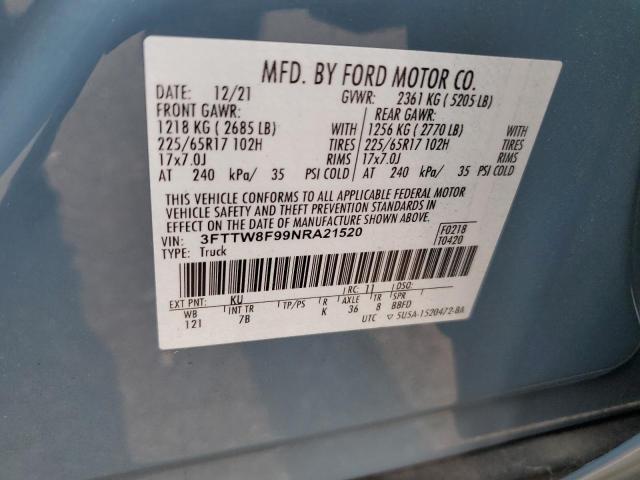 MFD. BY FORD MOTOR CO.
DATE: 12/21 GVWR: 2361 KG ( 5205 LB)
FRONT GAWR: REAR GAWR:
1218 KG ( 2685 LB) WITH 1256 KG ( 2770 LB) WITH
225/65R17 102H TIRES 225/65R17 102H TIRES
17x7.0J RIMS 17x7.0J RIMS
AT 240 kPa/ 35 PSI COLD AT 240 kPa/ 35 PSI COLD
THIS VEHICLE CONFORMS TO ALL APPLICABLE FEDERAL MOTOR
VEHICLE SAFETY AND THEFT PREVENTION STANDARDS IN
EFFECT ON THE DATE OF MANUFACTURE SHOWN ABOVE.
VIN: 3FTTW8F99NRA21520 F0218
TYPE: Truck T0420
EXT PNT: KU RC: 11 DSO:
WB INT TR TP/PS R AXLE TR SPR
121 7B K 36 8 BBFD
UTC ▽ 5U5A-1520472-BA